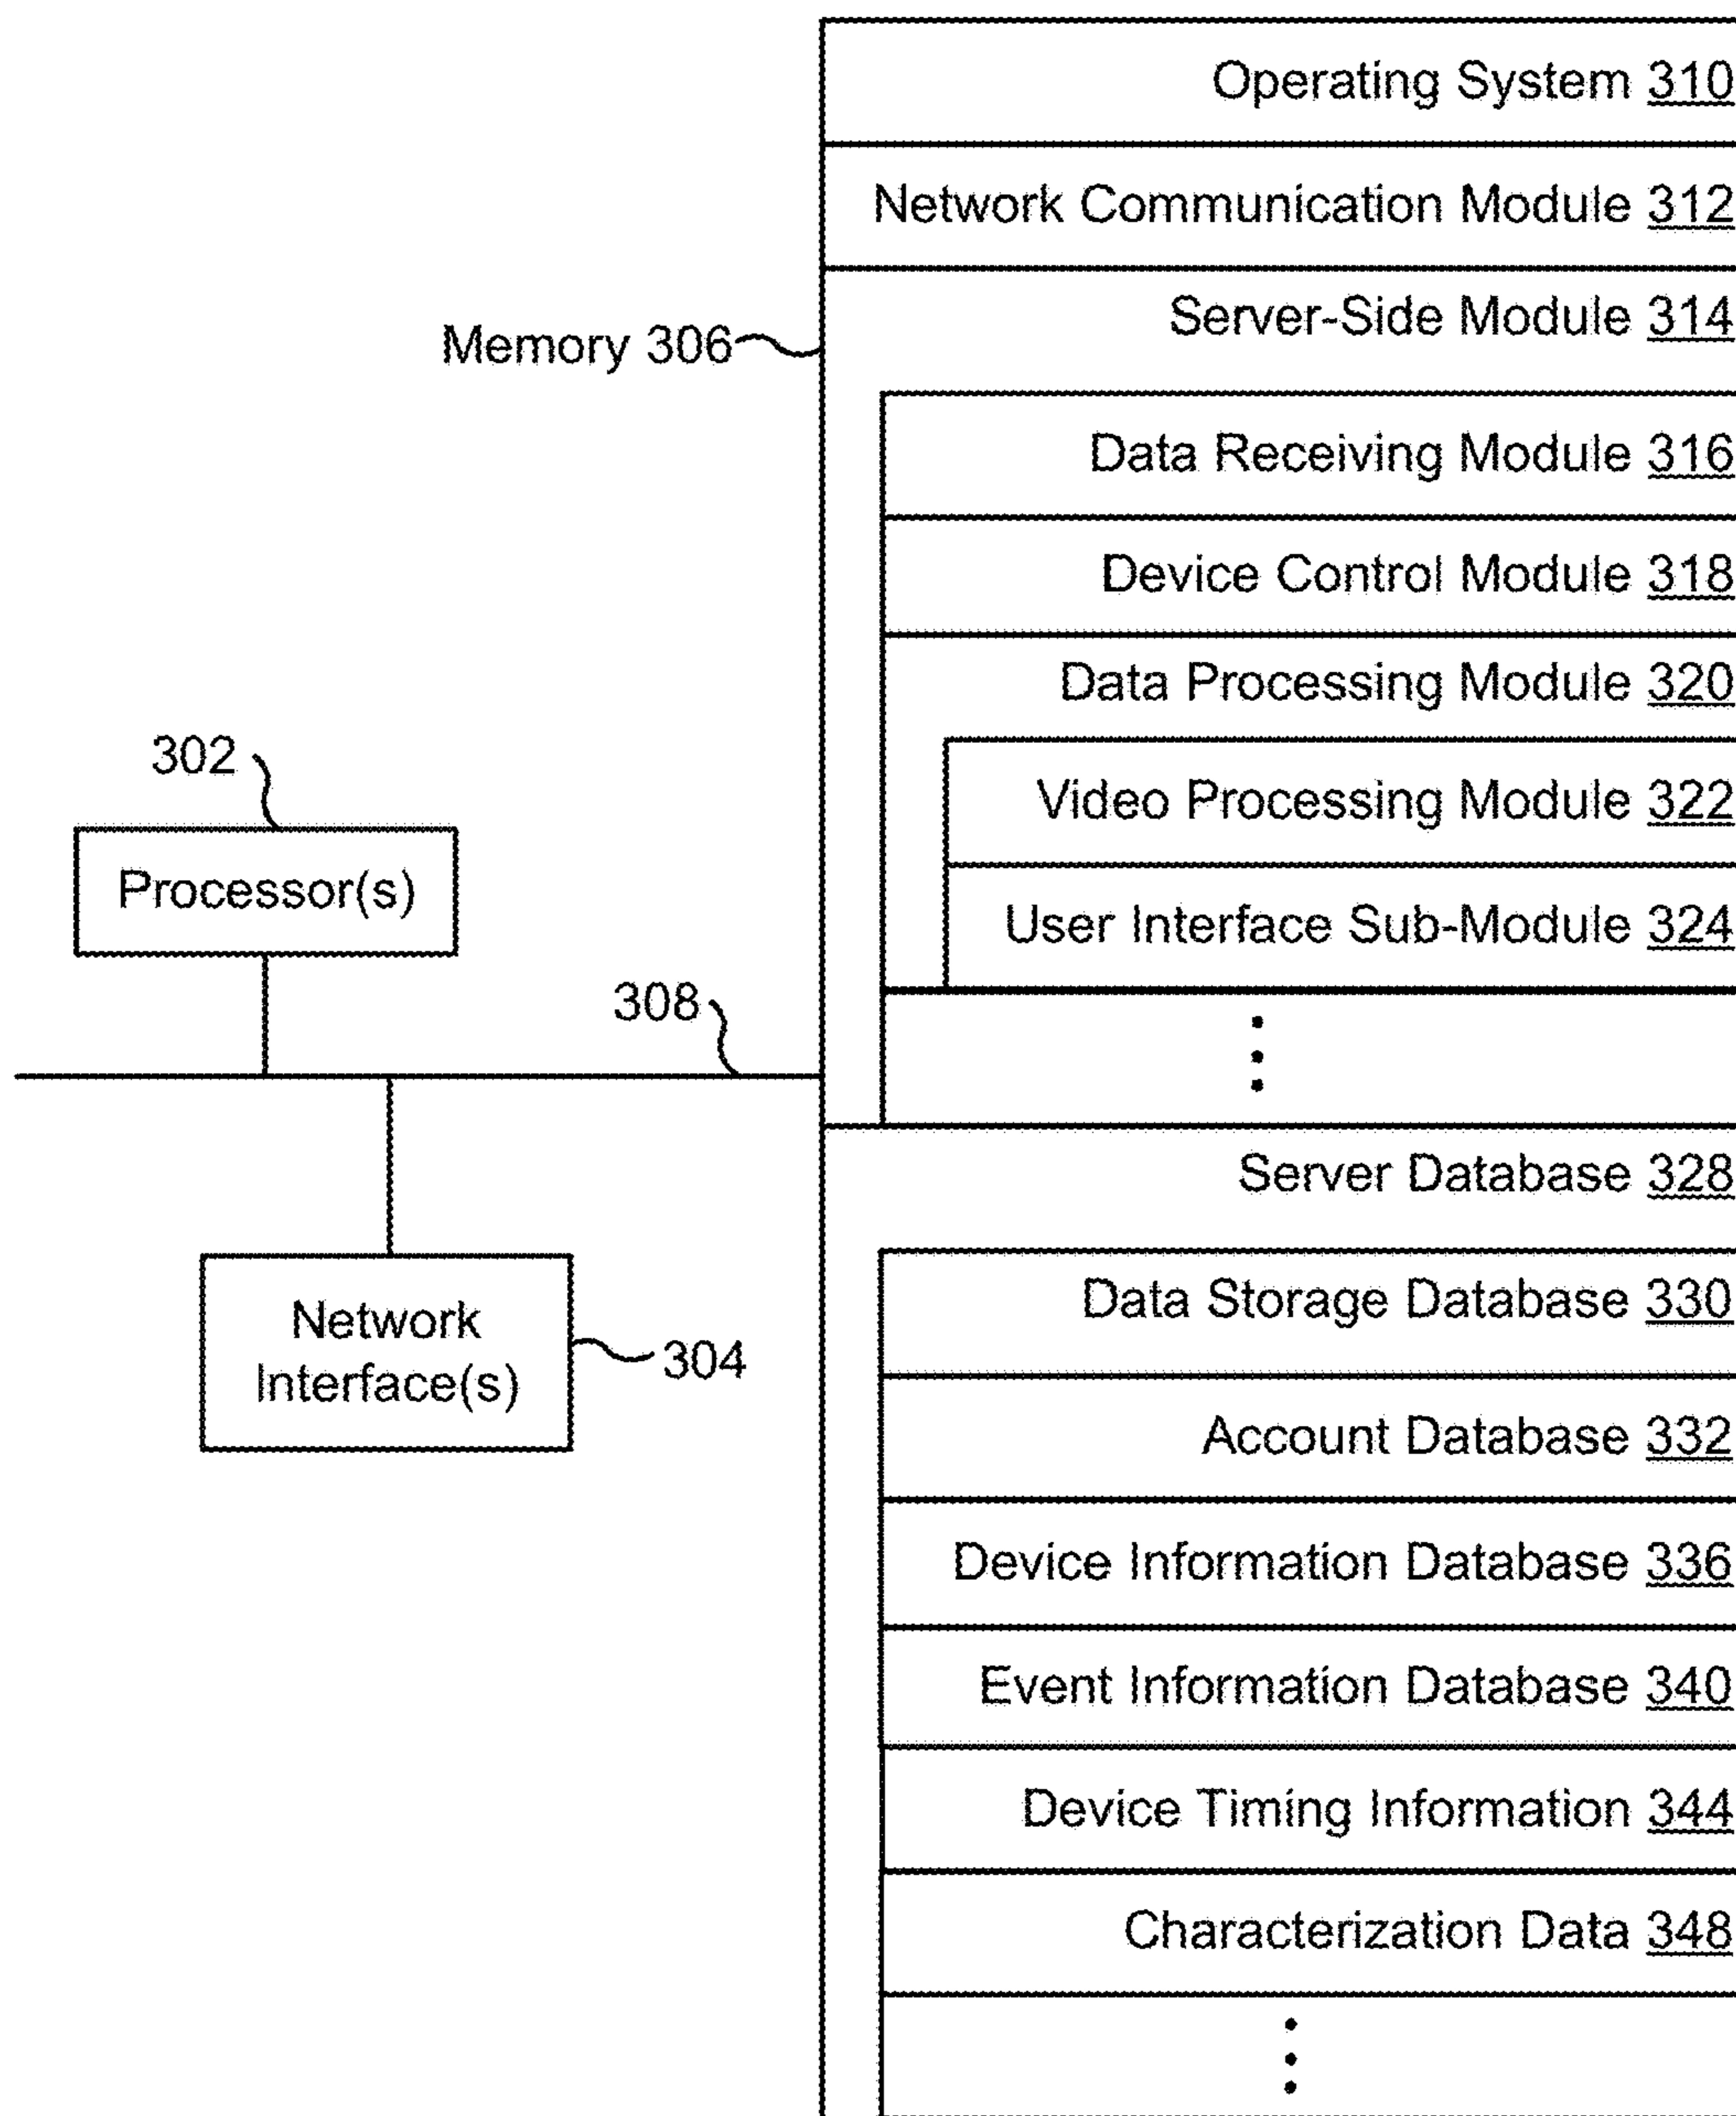 Operating System 310
Network Communication Module 312
Server-Side Module 314
Memory 306
Data Receiving Module 316
Device Control Module 318
Data Processing Module 320
302
Video Processing Module 322
Processor(s)
User Interface Sub-Module 324
308
Server Database 328
Data Storage Database 330
Network
Interface(s)
304
Account Database 332
Device Information Database 336
Event Information Database 340
Device Timing Information 344
Characterization Data 348